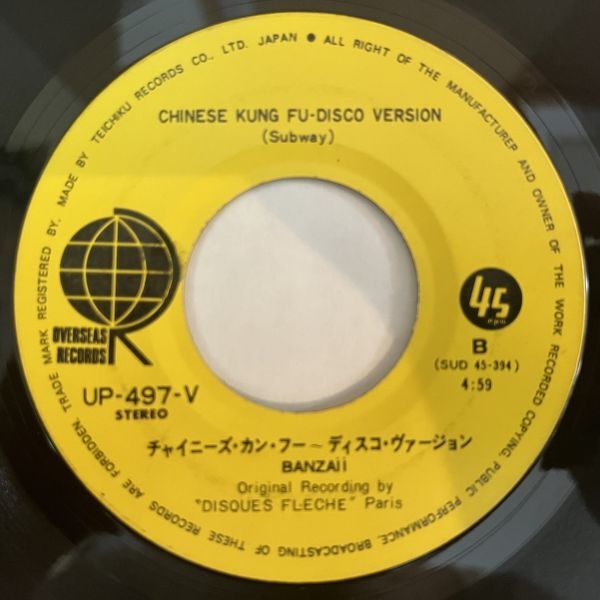 TRADE MARK REGISTERED BY. MADE BY TEICHIKU RECORDS CO., LTD. JAPAN ● ALL RIGHT OF THE MANUFACTURER AND OWNER OF THE WORK RECORDED COPYING, PUBLIC PERFORMANCE, BROADCASTING OF THESE RECORDS ARE FORBIDDEN.
CHINESE KUNG FU-DISCO VERSION
(Subway)
OVERSEAS
RECORDS
45
rpm
B
(SUD 45-394)
4:59
UP-497-V
STEREO
チャイニーズ・カン・フー〜ディスコ・ヴァージョン
BANZAii
Original Recording by
"DISQUES FLECHE" Paris